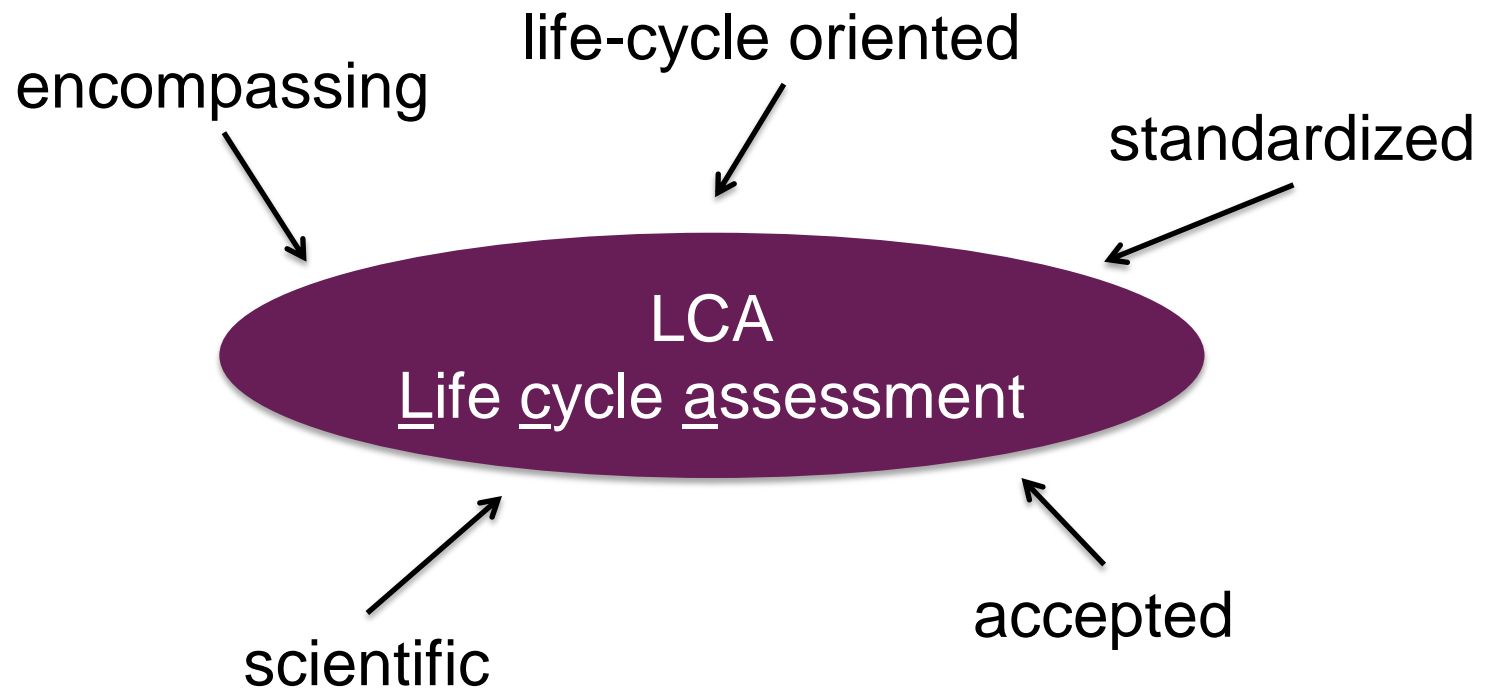 life-cycle oriented
encompassing
standardized
LCA
Life cycle assessment
accepted
scientific